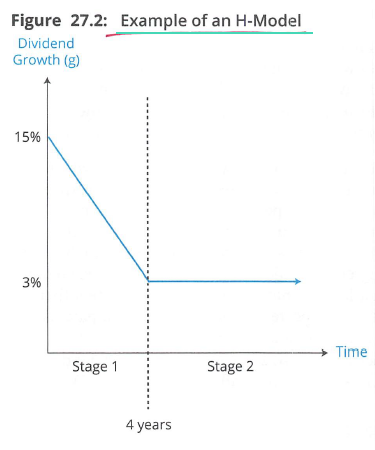 Figure 27.2: Example of an H-Model
Dividend
Growth (g)
15%
3%
Time
Stage 1
Stage 2
4 years